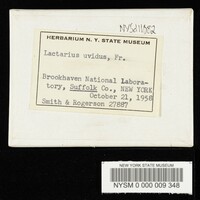 HERBARIUM N. Y. STATE MUSEUM
Lactarius uvidus, Fr.
Brookhaven National Labora-
tory, Suffolk Co., NEW YORK
October 21, 1958
Smith & Rogerson 27887
NEW YORK STATE MUSEUM
NYSM 0 000 009 348